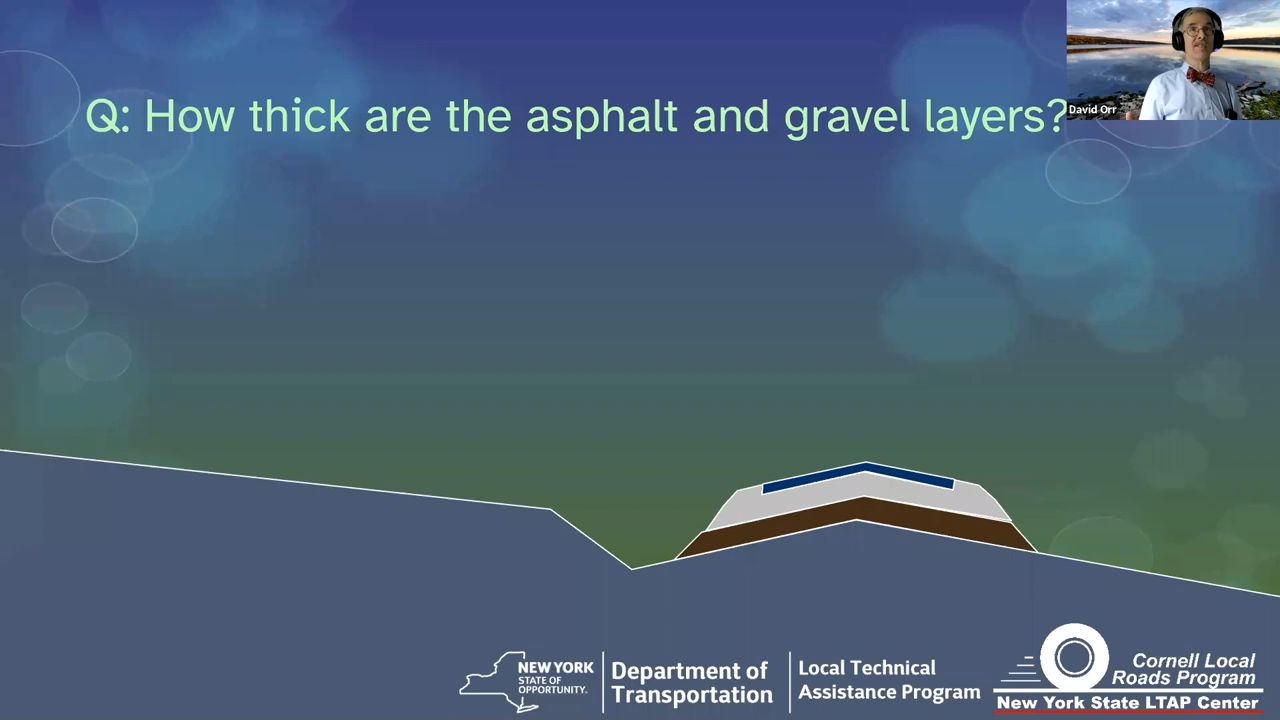 Q: How thick are the asphalt and gravel layers?
David Orr
NEW YORK
STATE OF
OPPORTUNITY.
Department of
Transportation
Local Technical
Assistance Program
Cornell Local
Roads Program
New York State LTAP Center